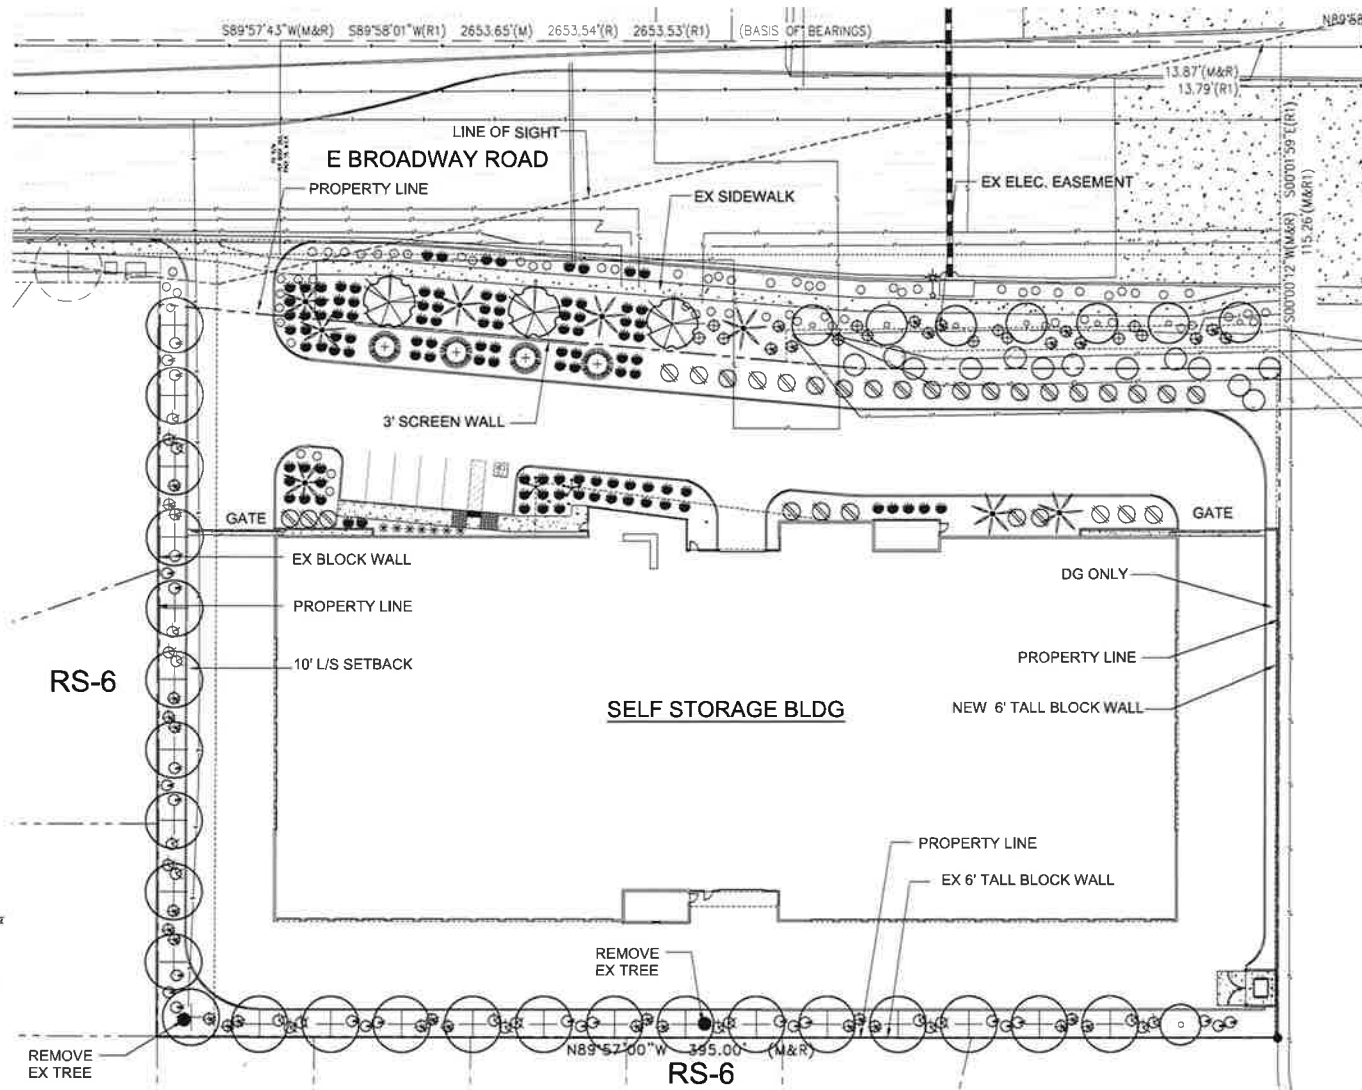 S89°57'43"W(M&R) S89°58'01"W(R1) 2653.65'(M) 2653.54'(R) 2653.53'(R1) (BASIS OF BEARINGS)
N89°58
13.87'(M&R)
13.79'(R1)
LINE OF SIGHT
E BROADWAY ROAD
PROPERTY LINE
EX SIDEWALK
EX ELEC. EASEMENT
S00°00'12"W(M&R) S00°01'59"E(R1)
115.26'(M&R1)
3' SCREEN WALL
GATE
GATE
EX BLOCK WALL
DG ONLY
PROPERTY LINE
PROPERTY LINE
10' L/S SETBACK
RS-6
SELF STORAGE BLDG
NEW 6' TALL BLOCK WALL
PROPERTY LINE
EX 6' TALL BLOCK WALL
REMOVE
EX TREE
REMOVE
EX TREE
N89°57'00"W 395.00' (M&R)
RS-6